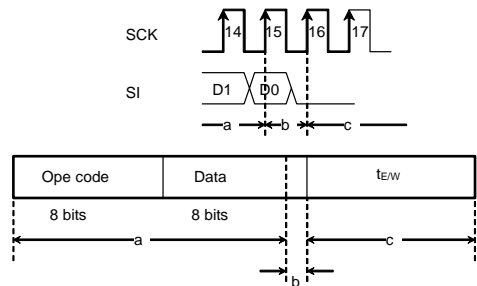 SCK 14 15 16 17
SI D1 D0
a b c
Ope code Data tE/W
8 bits 8 bits
a c
b